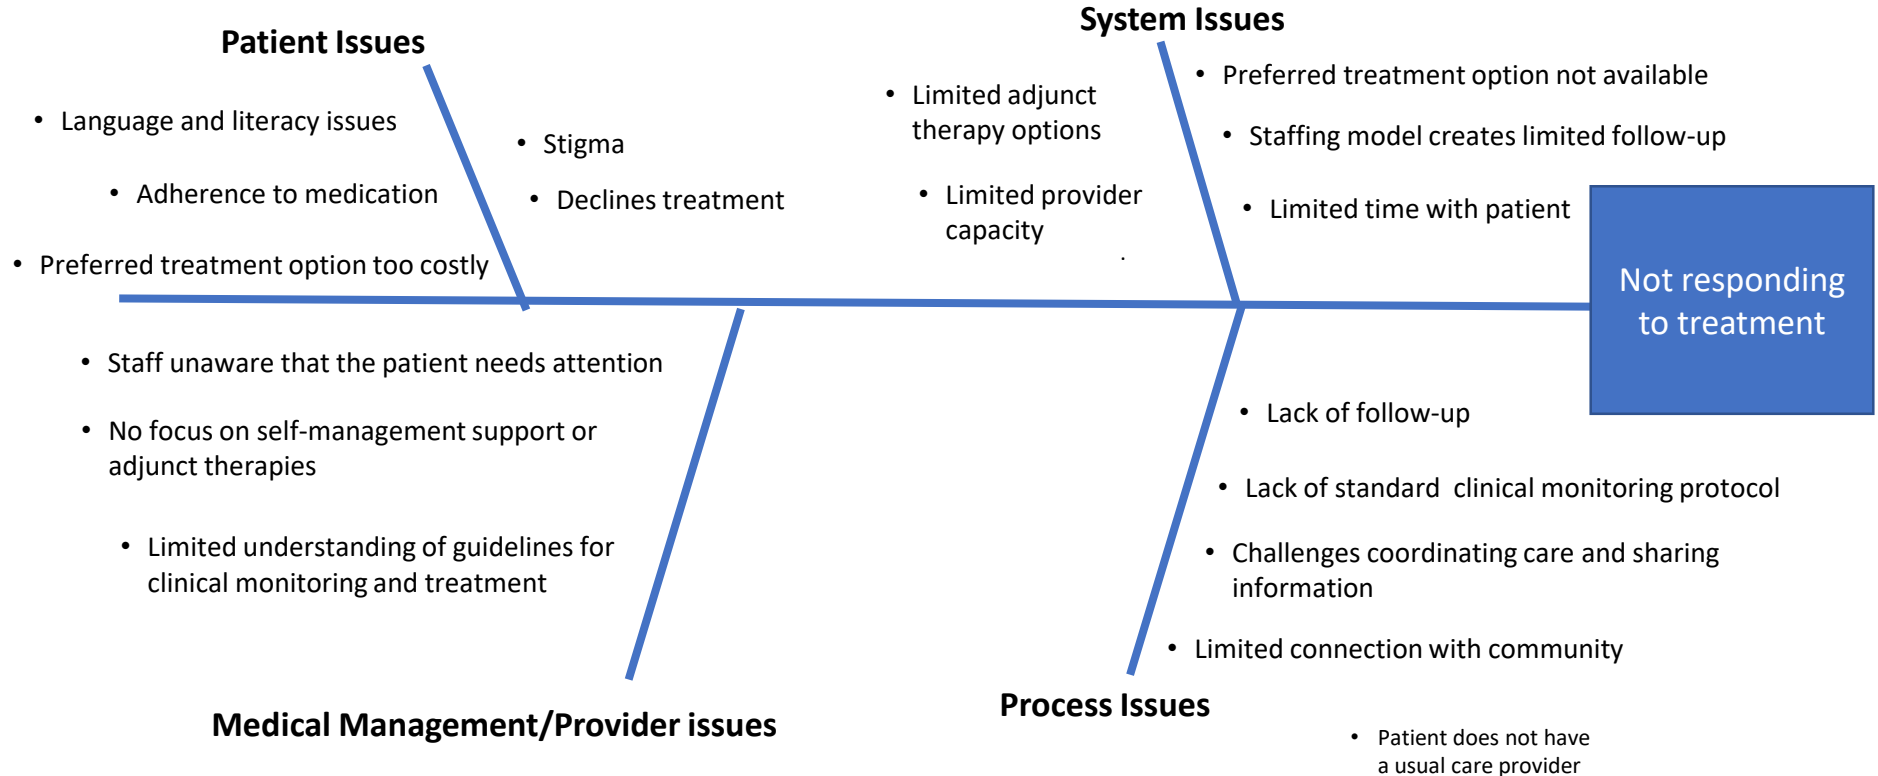 Patient Issues
• Language and literacy issues
• Adherence to medication
• Preferred treatment option too costly
• Stigma
• Declines treatment
System Issues
• Limited adjunct
therapy options
• Limited provider
capacity
.
• Preferred treatment option not available
• Staffing model creates limited follow-up
• Limited time with patient
Not responding
to treatment
• Staff unaware that the patient needs attention
• No focus on self-management support or
adjunct therapies
• Limited understanding of guidelines for
clinical monitoring and treatment
Medical Management/Provider issues
• Lack of follow-up
• Lack of standard  clinical monitoring protocol
• Challenges coordinating care and sharing
information
• Limited connection with community
Process Issues
• Patient does not have
a usual care provider